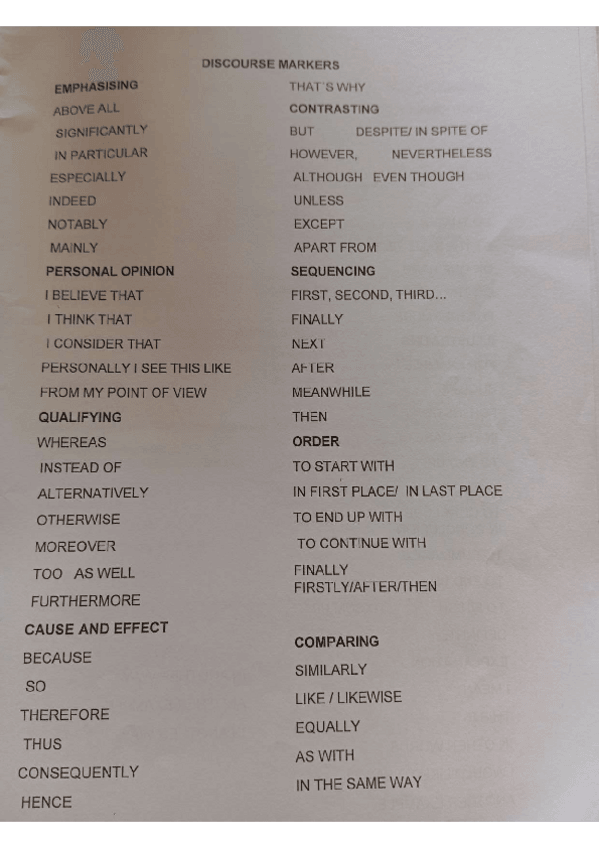 DISCOURSE MARKERS
EMPHASISING
ABOVE ALL
SIGNIFICANTLY
IN PARTICULAR
ESPECIALLY
INDEED
NOTABLY
MAINLY
PERSONAL OPINION
I BELIEVE THAT
I THINK THAT
I CONSIDER THAT
PERSONALLY I SEE THIS LIKE
FROM MY POINT OF VIEW
QUALIFYING
WHEREAS
INSTEAD OF
ALTERNATIVELY
OTHERWISE
MOREOVER
TOO AS WELL
FURTHERMORE
CAUSE AND EFFECT
BECAUSE
SO
THEREFORE
THUS
CONSEQUENTLY
HENCE
THAT'S WHY
CONTRASTING
BUT DESPITE/ IN SPITE OF
HOWEVER, NEVERTHELESS
ALTHOUGH EVEN THOUGH
UNLESS
EXCEPT
APART FROM
SEQUENCING
FIRST, SECOND, THIRD...
FINALLY
NEXT
AFTER
MEANWHILE
THEN
ORDER
TO START WITH
IN FIRST PLACE/ IN LAST PLACE
TO END UP WITH
TO CONTINUE WITH
FINALLY
FIRSTLY/AFTER/THEN
COMPARING
SIMILARLY
LIKE / LIKEWISE
EQUALLY
AS WITH
IN THE SAME WAY